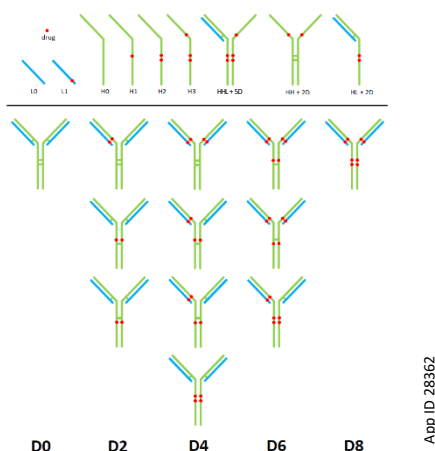 drug
L0 L1 H0 H1 H2 H3 HHL + 5D HH + 2D HL + 2D
D0 D2 D4 D6 D8
App ID 28362